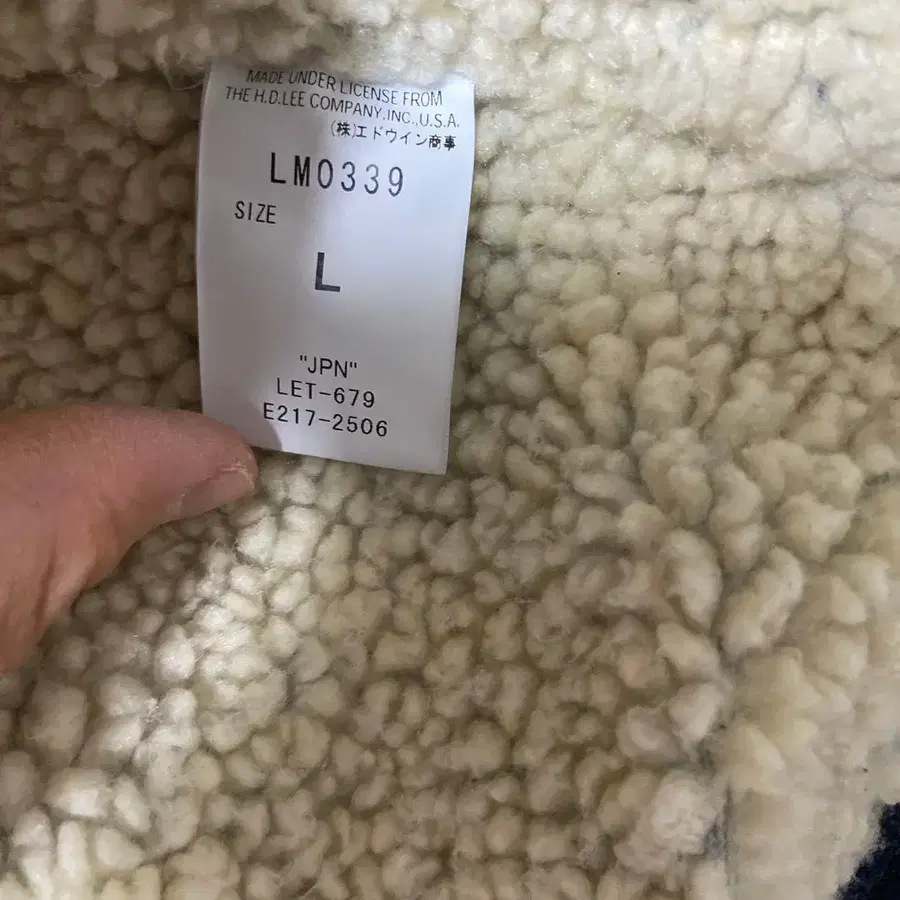 MADE UNDER LICENSE FROM
THE H.D.LEE COMPANY,INC.,U.S.A.
(株)エドウイン商事
LM0339
SIZE
L
"JPN"
LET-679
E217-2506